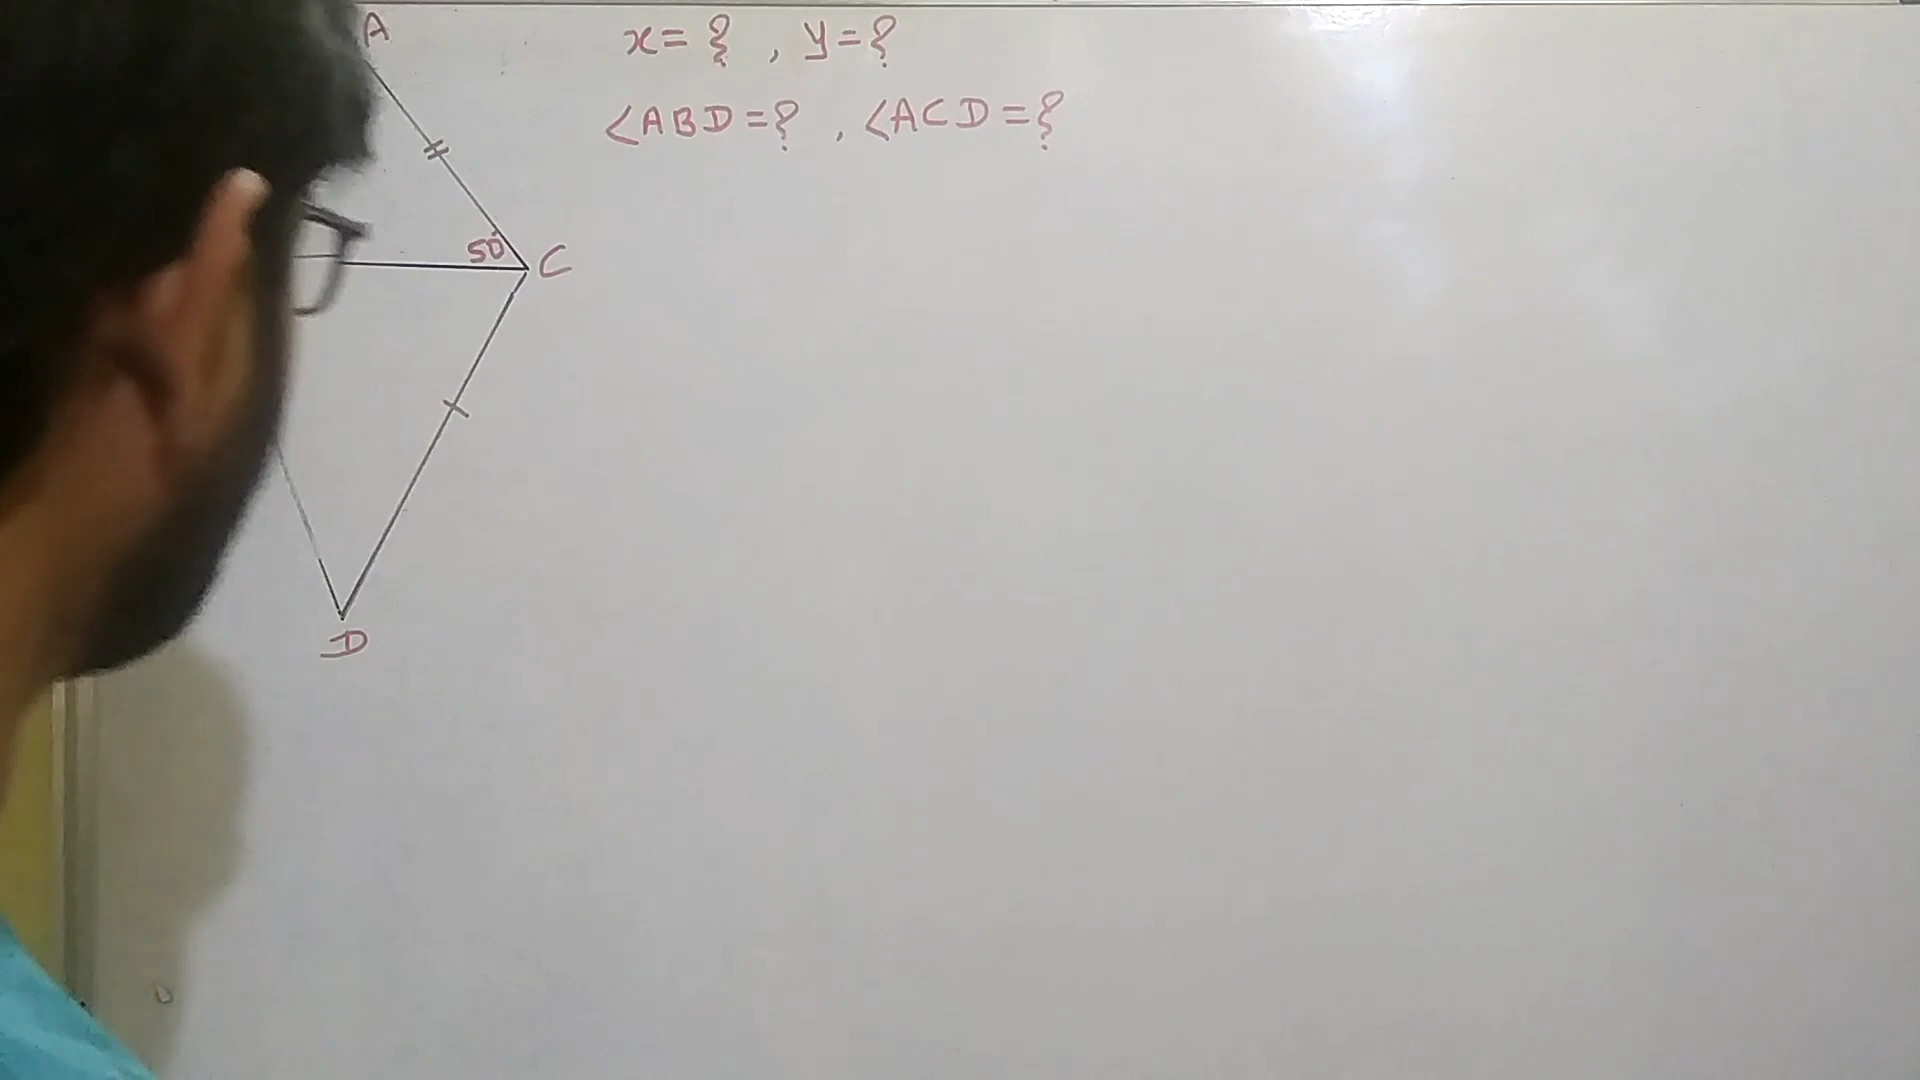 A
x=? , y=?
∠ABD=? , ∠ACD=?
50°
C
D